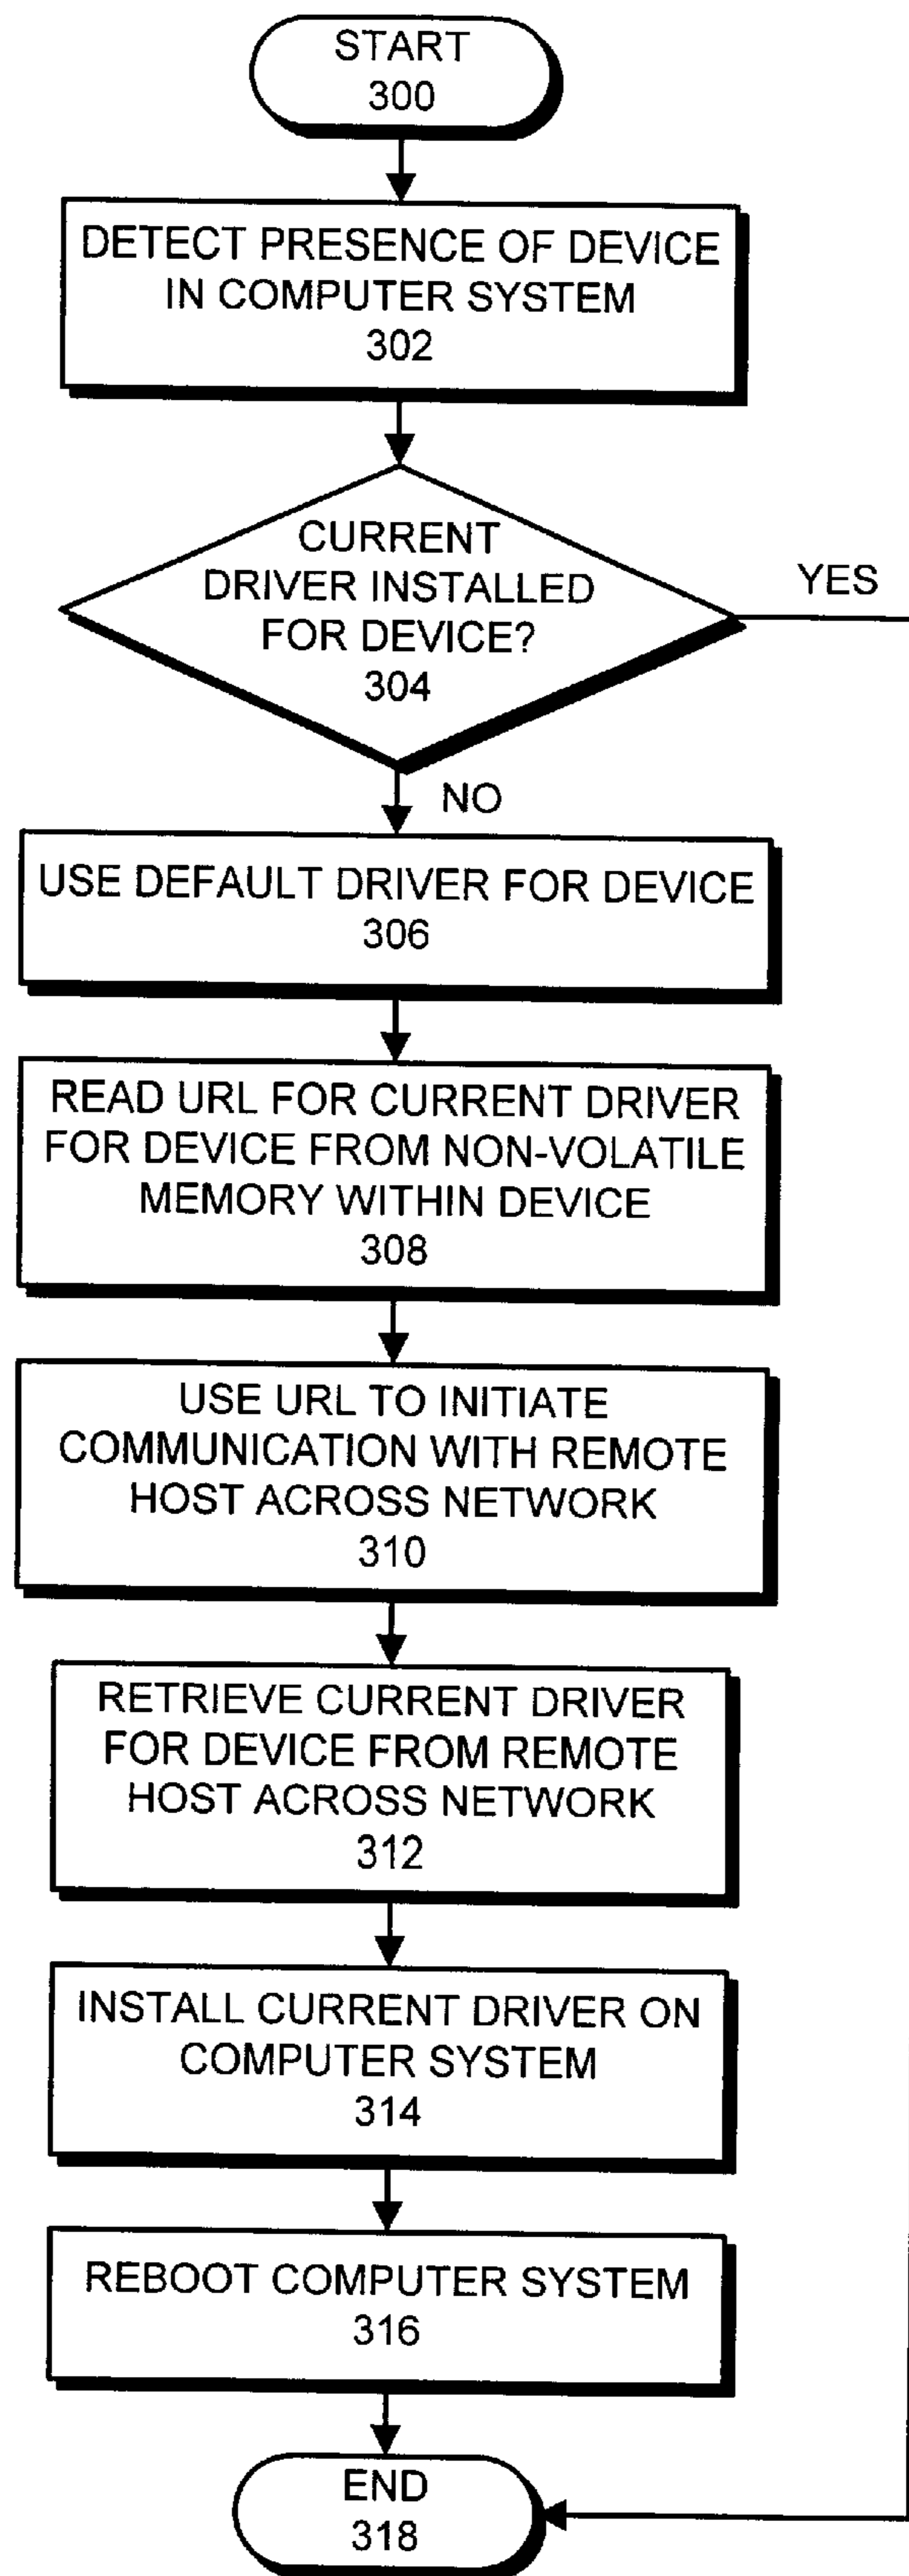 START
300
DETECT PRESENCE OF DEVICE
IN COMPUTER SYSTEM
302
CURRENT
DRIVER INSTALLED
FOR DEVICE?
304
YES
NO
USE DEFAULT DRIVER FOR DEVICE
306
READ URL FOR CURRENT DRIVER
FOR DEVICE FROM NON-VOLATILE
MEMORY WITHIN DEVICE
308
USE URL TO INITIATE
COMMUNICATION WITH REMOTE
HOST ACROSS NETWORK
310
RETRIEVE CURRENT DRIVER
FOR DEVICE FROM REMOTE
HOST ACROSS NETWORK
312
INSTALL CURRENT DRIVER ON
COMPUTER SYSTEM
314
REBOOT COMPUTER SYSTEM
316
END
318